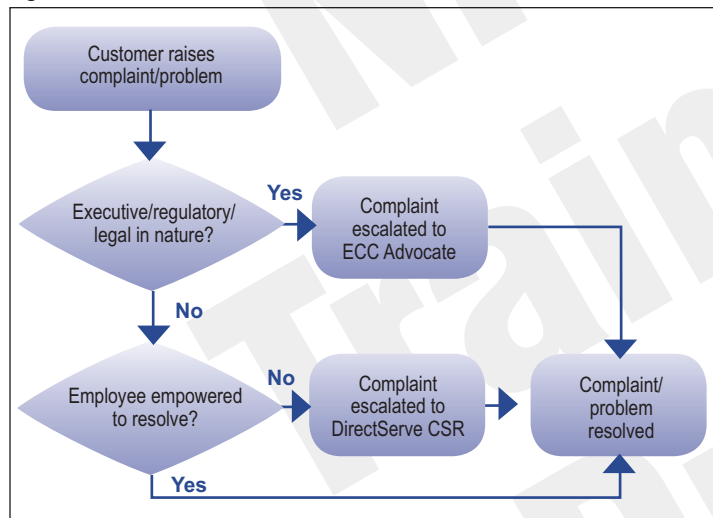 Customer raises
complaint/problem
Executive/regulatory/
legal in nature?
Yes
Complaint
escalated to
ECC Advocate
No
Employee empowered
to resolve?
No
Complaint
escalated to
DirectServe CSR
Complaint/
problem
resolved
Yes